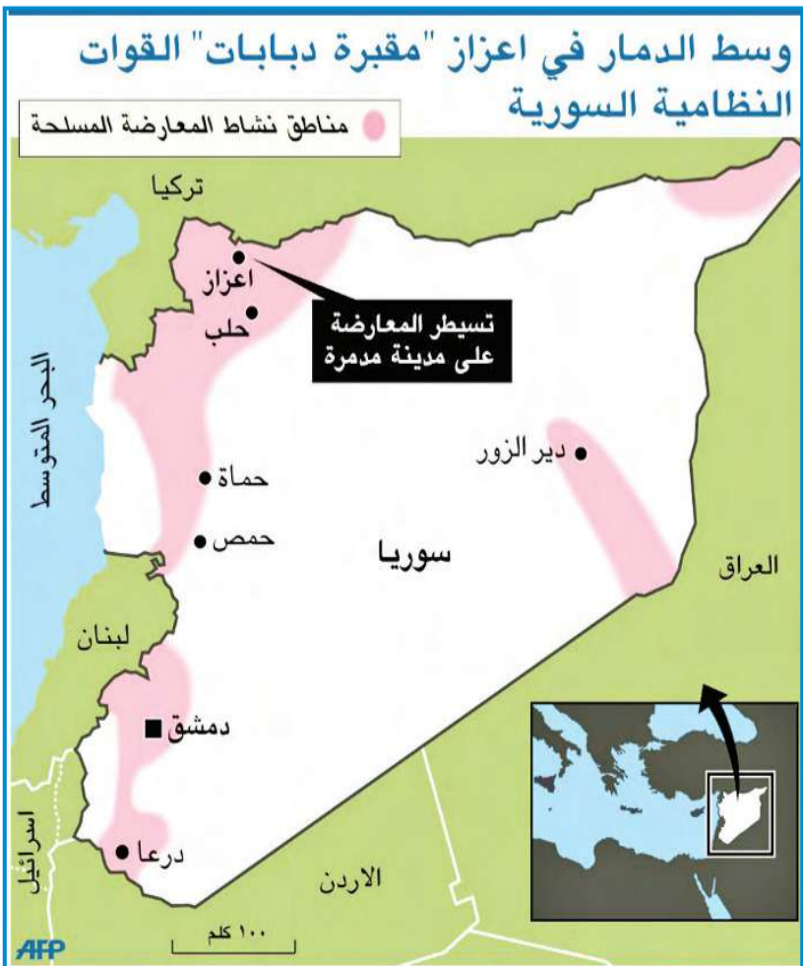 وسط الدمار في اعزاز "مقبرة دبابات" القوات
النظامية السورية
مناطق نشاط المعارضة المسلحة
تركيا
اعزاز
حلب
تسيطر المعارضة
على مدينة مدمرة
البحر المتوسط
دير الزور
حماة
حمص
سوريا
العراق
لبنان
دمشق
درعا
اسرائيل
الاردن
١٠٠ كلم
AFP